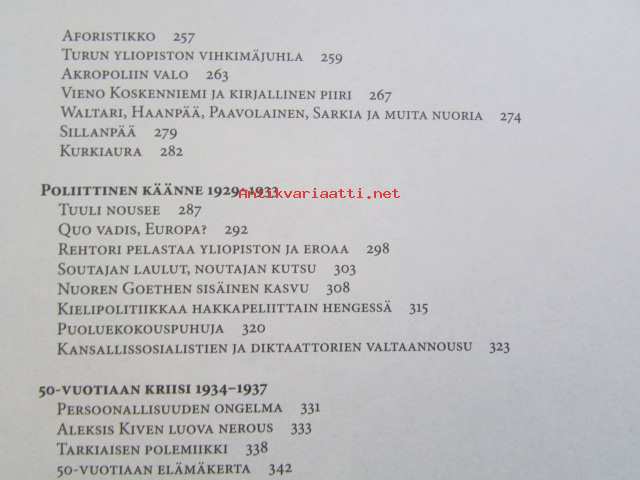 Aforistikko 257
Turun yliopiston vihkimäjuhla 259
Akropoliin valo 263
Vieno Koskenniemi ja kirjallinen piiri 267
Waltari, Haanpää, Paavolainen, Sarkia ja muita nuoria 274
Sillanpää 279
Kurkiaura 282
Poliittinen käänne 1929–1933
Antikvariaatti.net
Tuuli nousee 287
Quo vadis, Europa? 292
Rehtori pelastaa yliopiston ja eroaa 298
Soutajan laulut, noutajan kutsu 303
Nuoren Goethen sisäinen kasvu 308
Kielipolitiikkaa hakkapeliittain hengessä 315
Puoluekokouspuhuja 320
Kansallissosialistien ja diktaattorien valtaannousu 323
50-vuotiaan kriisi 1934–1937
Persoonallisuuden ongelma 331
Aleksis Kiven luova nerous 333
Tarkiaisen polemiikki 338
50-vuotiaan elämäkerta 342